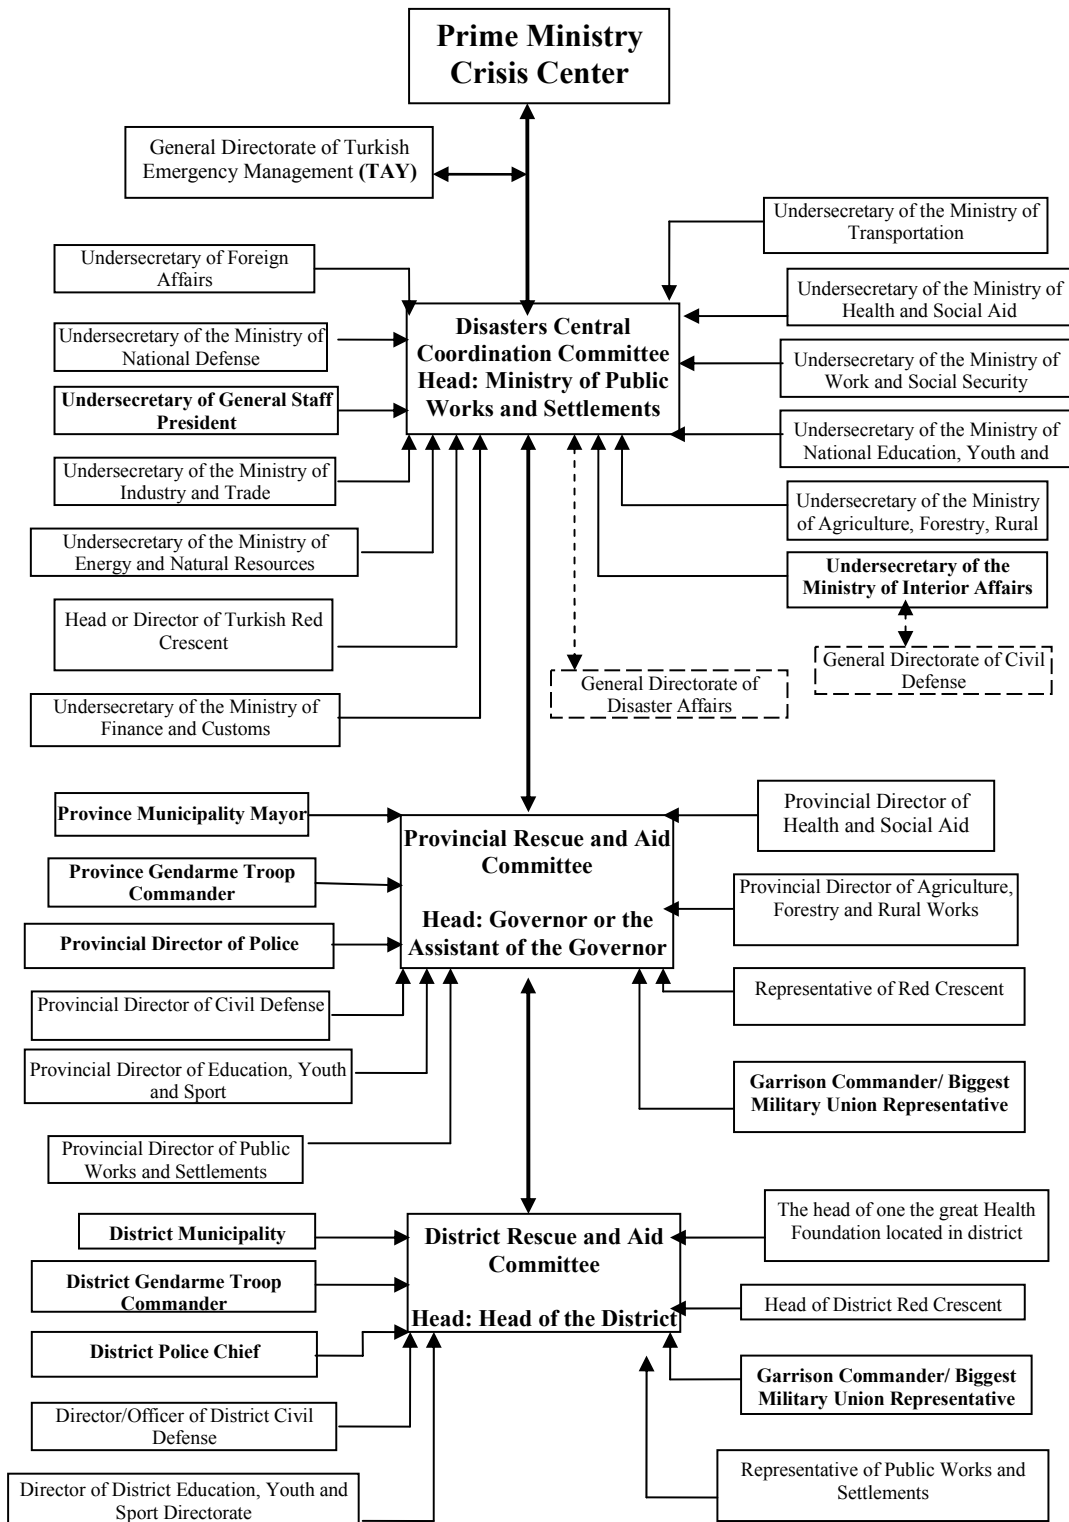 Prime Ministry
Crisis Center
General Directorate of Turkish
Emergency Management (TAY)
Undersecretary of the Ministry of
Transportation
Undersecretary of Foreign
Affairs
Undersecretary of the Ministry of
Health and Social Aid
Disasters Central
Coordination Committee
Head: Ministry of Public
Works and Settlements
Undersecretary of the Ministry of
National Defense
Undersecretary of the Ministry of
Work and Social Security
Undersecretary of General Staff
President
Undersecretary of the Ministry of
National Education, Youth and
Undersecretary of the Ministry of
Industry and Trade
Undersecretary of the Ministry
of Agriculture, Forestry, Rural
Undersecretary of the Ministry of
Energy and Natural Resources
Undersecretary of the
Ministry of Interior Affairs
Head or Director of Turkish Red
Crescent
General Directorate of Civil
Defense
General Directorate of
Disaster Affairs
Undersecretary of the Ministry of
Finance and Customs
Province Municipality Mayor
Provincial Director of
Health and Social Aid
Provincial Rescue and Aid
Committee
Head: Governor or the
Assistant of the Governor
Province Gendarme Troop
Commander
Provincial Director of Agriculture,
Forestry and Rural Works
Provincial Director of Police
Provincial Director of Civil Defense
Representative of Red Crescent
Provincial Director of Education, Youth
and Sport
Garrison Commander/ Biggest
Military Union Representative
Provincial Director of Public
Works and Settlements
District Municipality
The head of one the great Health
Foundation located in district
District Rescue and Aid
Committee
Head: Head of the District
District Gendarme Troop
Commander
Head of District Red Crescent
District Police Chief
Garrison Commander/ Biggest
Military Union Representative
Director/Officer of District Civil
Defense
Representative of Public Works and
Settlements
Director of District Education, Youth and
Sport Directorate